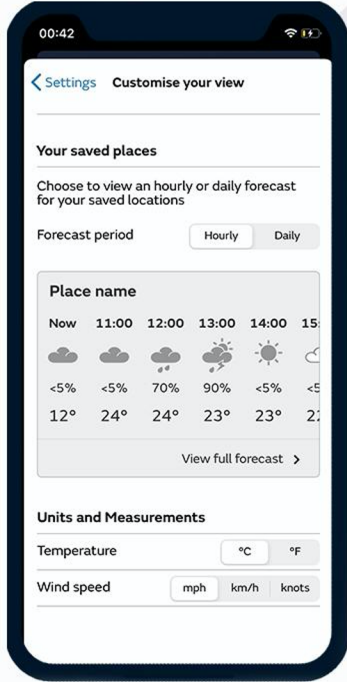 00:42
Settings Customise your view
Your saved places
Choose to view an hourly or daily forecast
for your saved locations
Forecast period Hourly Daily
Place name
Now 11:00 12:00 13:00 14:00 15:
<5% <5% 70% 90% <5% <5
12° 24° 24° 23° 23°
View full forecast
Units and Measurements
Temperature °C °F
Wind speed mph km/h knots